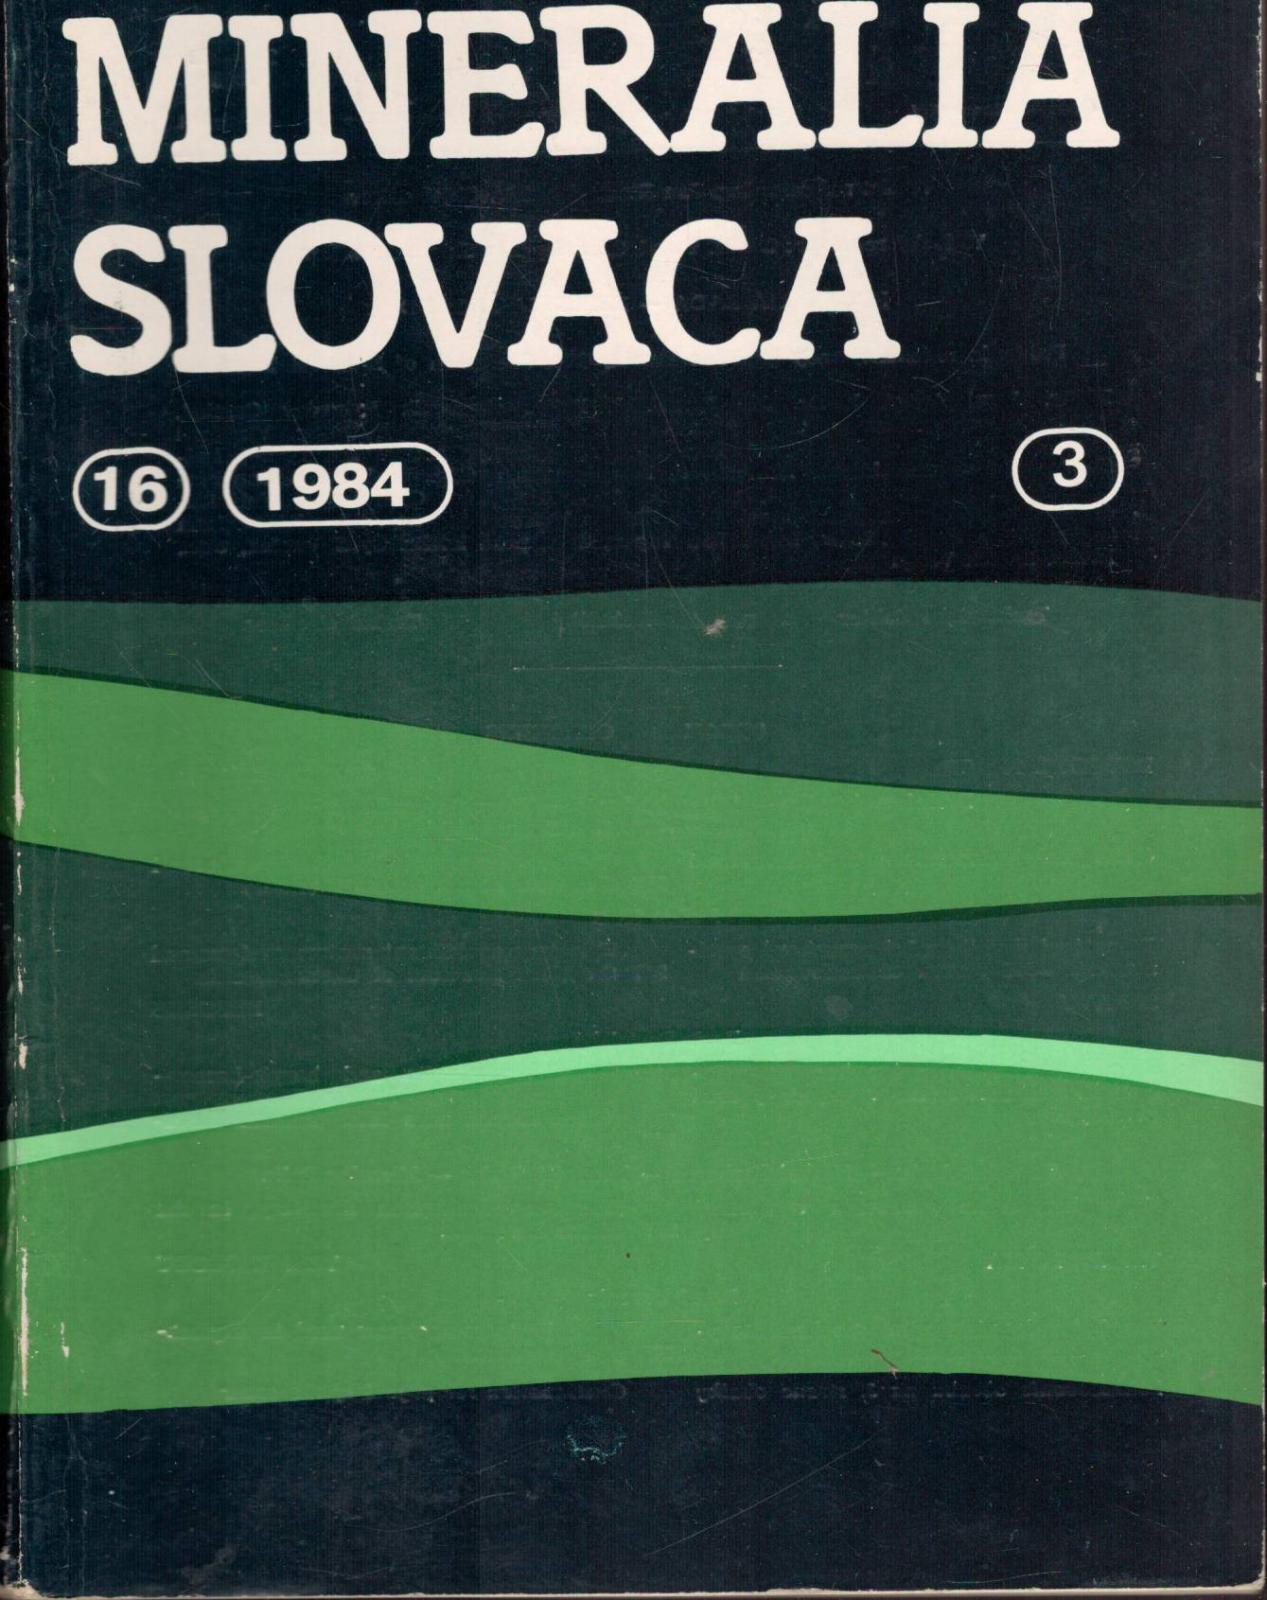 MINERALIA
SLOVACA
16 1984 3